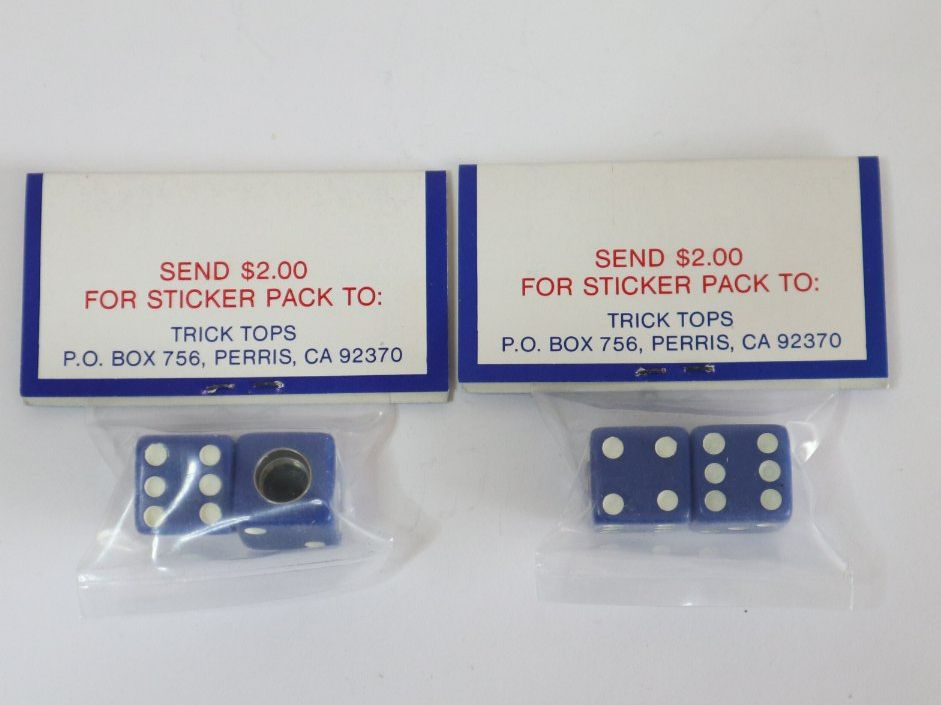 SEND $2.00
FOR STICKER PACK TO:
TRICK TOPS
P.O. BOX 756, PERRIS, CA 92370
SEND $2.00
FOR STICKER PACK TO:
TRICK TOPS
P.O. BOX 756, PERRIS, CA 92370